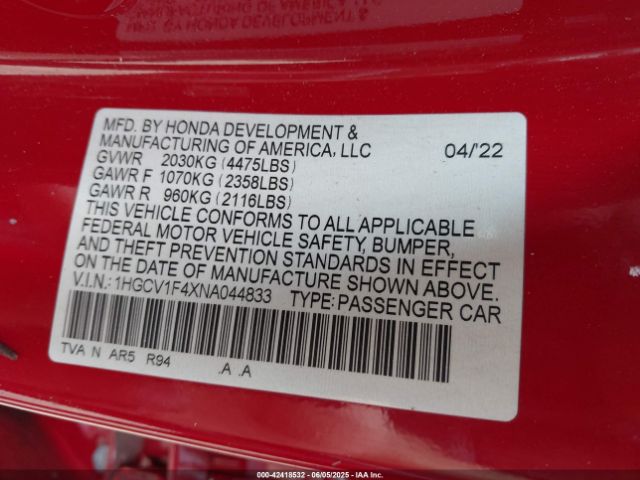 MFD. BY HONDA DEVELOPMENT &
MANUFACTURING OF AMERICA, LLC 04/'22
GVWR 2030KG (4475LBS)
GAWR F 1070KG (2358LBS)
GAWR R 960KG (2116LBS)
THIS VEHICLE CONFORMS TO ALL APPLICABLE
FEDERAL MOTOR VEHICLE SAFETY, BUMPER,
AND THEFT PREVENTION STANDARDS IN EFFECT
ON THE DATE OF MANUFACTURE SHOWN ABOVE.
V.I.N.: 1HGCV1F4XNA044833 TYPE: PASSENGER CAR
TVA N AR5 R94 .A .A
000-42418532 06/05/2025 IAAI.COM